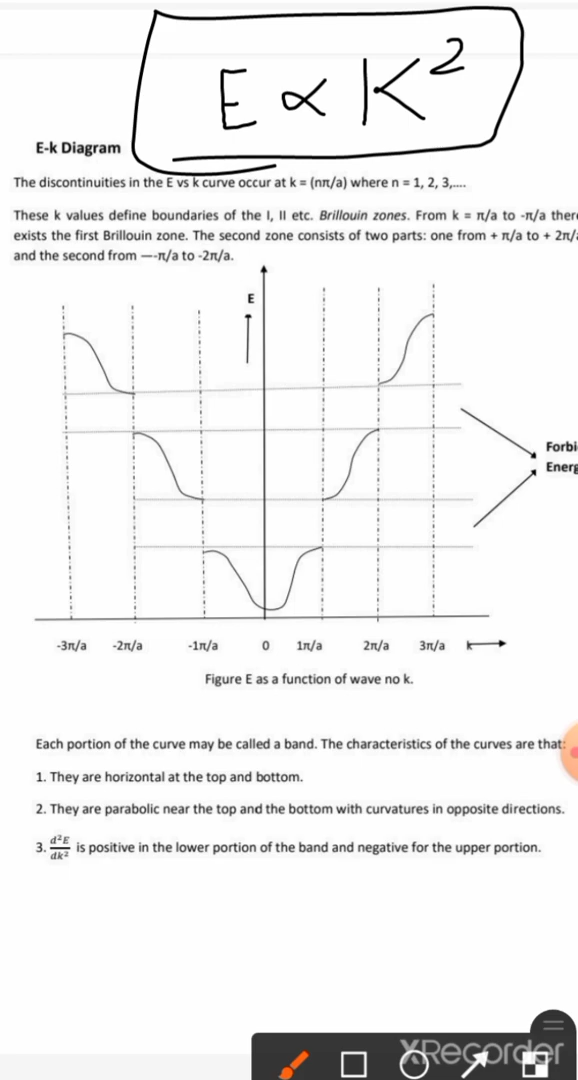 E ∝ K²
E-k Diagram
The discontinuities in the E vs k curve occur at k = (nπ/a) where n = 1, 2, 3,....
These k values define boundaries of the I, II etc. Brillouin zones. From k = π/a to -π/a ther
exists the first Brillouin zone. The second zone consists of two parts: one from + π/a to + 2π/
and the second from —-π/a to -2π/a.
E
Forbi
Energ
-3π/a -2π/a -1π/a 0 1π/a 2π/a 3π/a k
Figure E as a function of wave no k.
Each portion of the curve may be called a band. The characteristics of the curves are that:
1. They are horizontal at the top and bottom.
2. They are parabolic near the top and the bottom with curvatures in opposite directions.
3. d²E/dk² is positive in the lower portion of the band and negative for the upper portion.
XRecorder